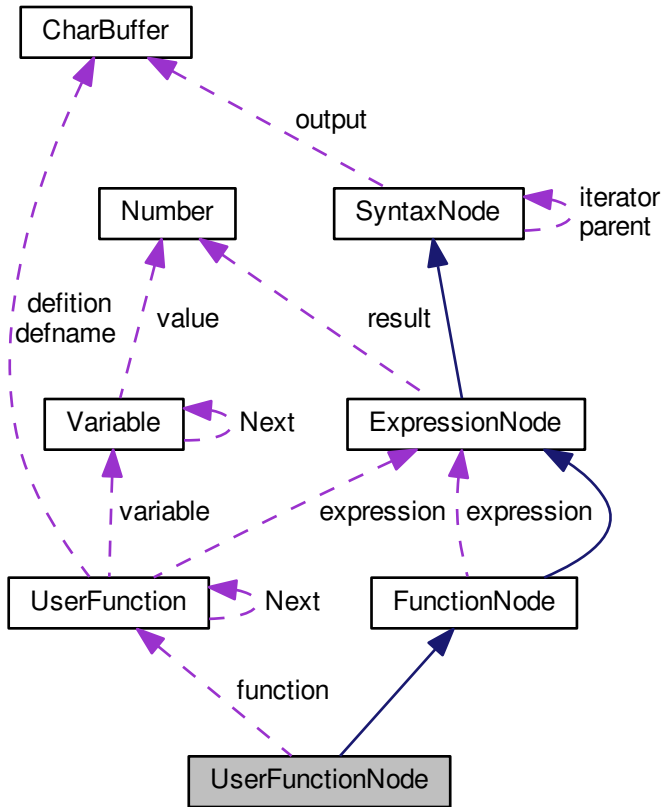 CharBuffer
output
Number
SyntaxNode
iterator
parent
defition
defname
value
result
Variable
Next
ExpressionNode
variable
expression
expression
UserFunction
Next
FunctionNode
function
UserFunctionNode